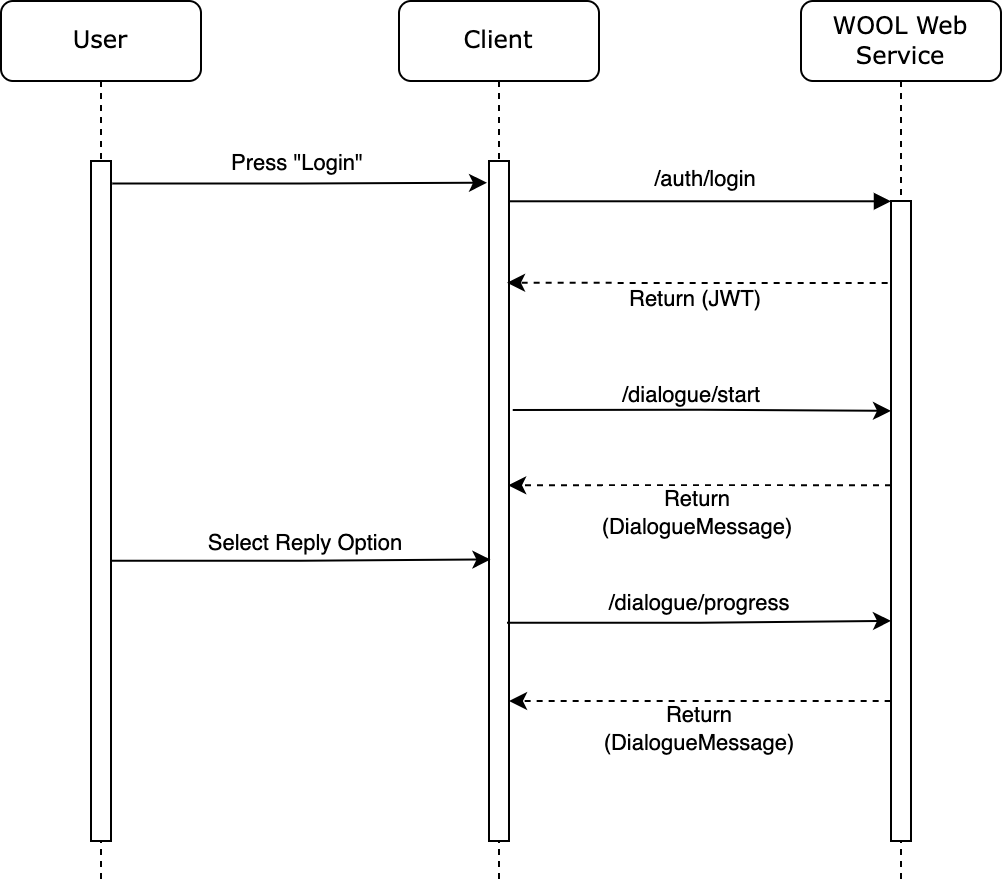 User
Client
WOOL Web
Service
Press "Login"
/auth/login
Return (JWT)
/dialogue/start
Return
(DialogueMessage)
Select Reply Option
/dialogue/progress
Return
(DialogueMessage)